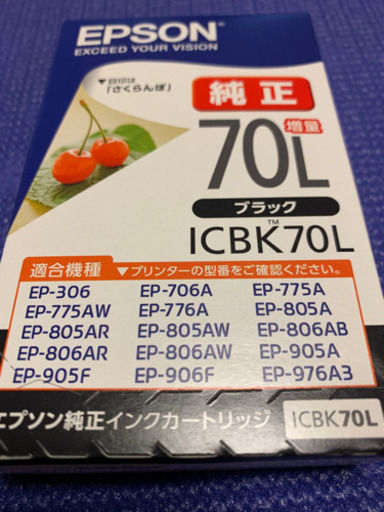 EPSON
EXCEED YOUR VISION
▼目印は
「さくらんぼ」
純正
70L 増量
ブラック
ICBK70L™
適合機種 ▼プリンターの型番をご確認ください。
EP-306 EP-706A EP-775A
EP-775AW EP-776A EP-805A
EP-805AR EP-805AW EP-806AB
EP-806AR EP-806AW EP-905A
EP-905F EP-906F EP-976A3
エプソン純正インクカートリッジ ICBK70L